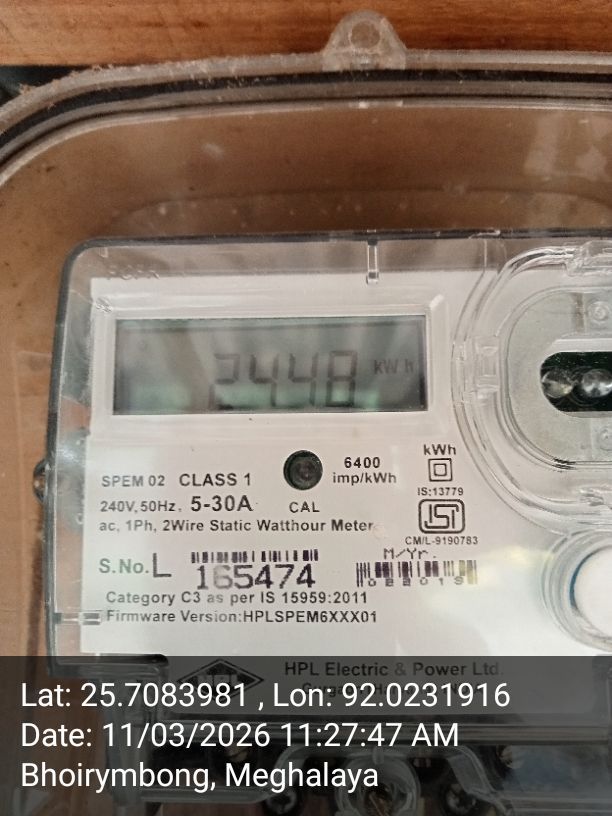 2448 kWh
SPEM 02 CLASS 1
6400 imp/kWh
kWh
240V, 50Hz, 5-30A
CAL
IS:13779
ac, 1Ph, 2Wire Static Watthour Meter
ISI
CM/L-9190783
S.No. L 165474
M/Yr.
022019
Category C3 as per IS 15959:2011
Firmware Version:HPLSPEM6XXX01
HPL Electric & Power Ltd.
Lat: 25.7083981 , Lon: 92.0231916
Date: 11/03/2026 11:27:47 AM
Bhoirymbong, Meghalaya